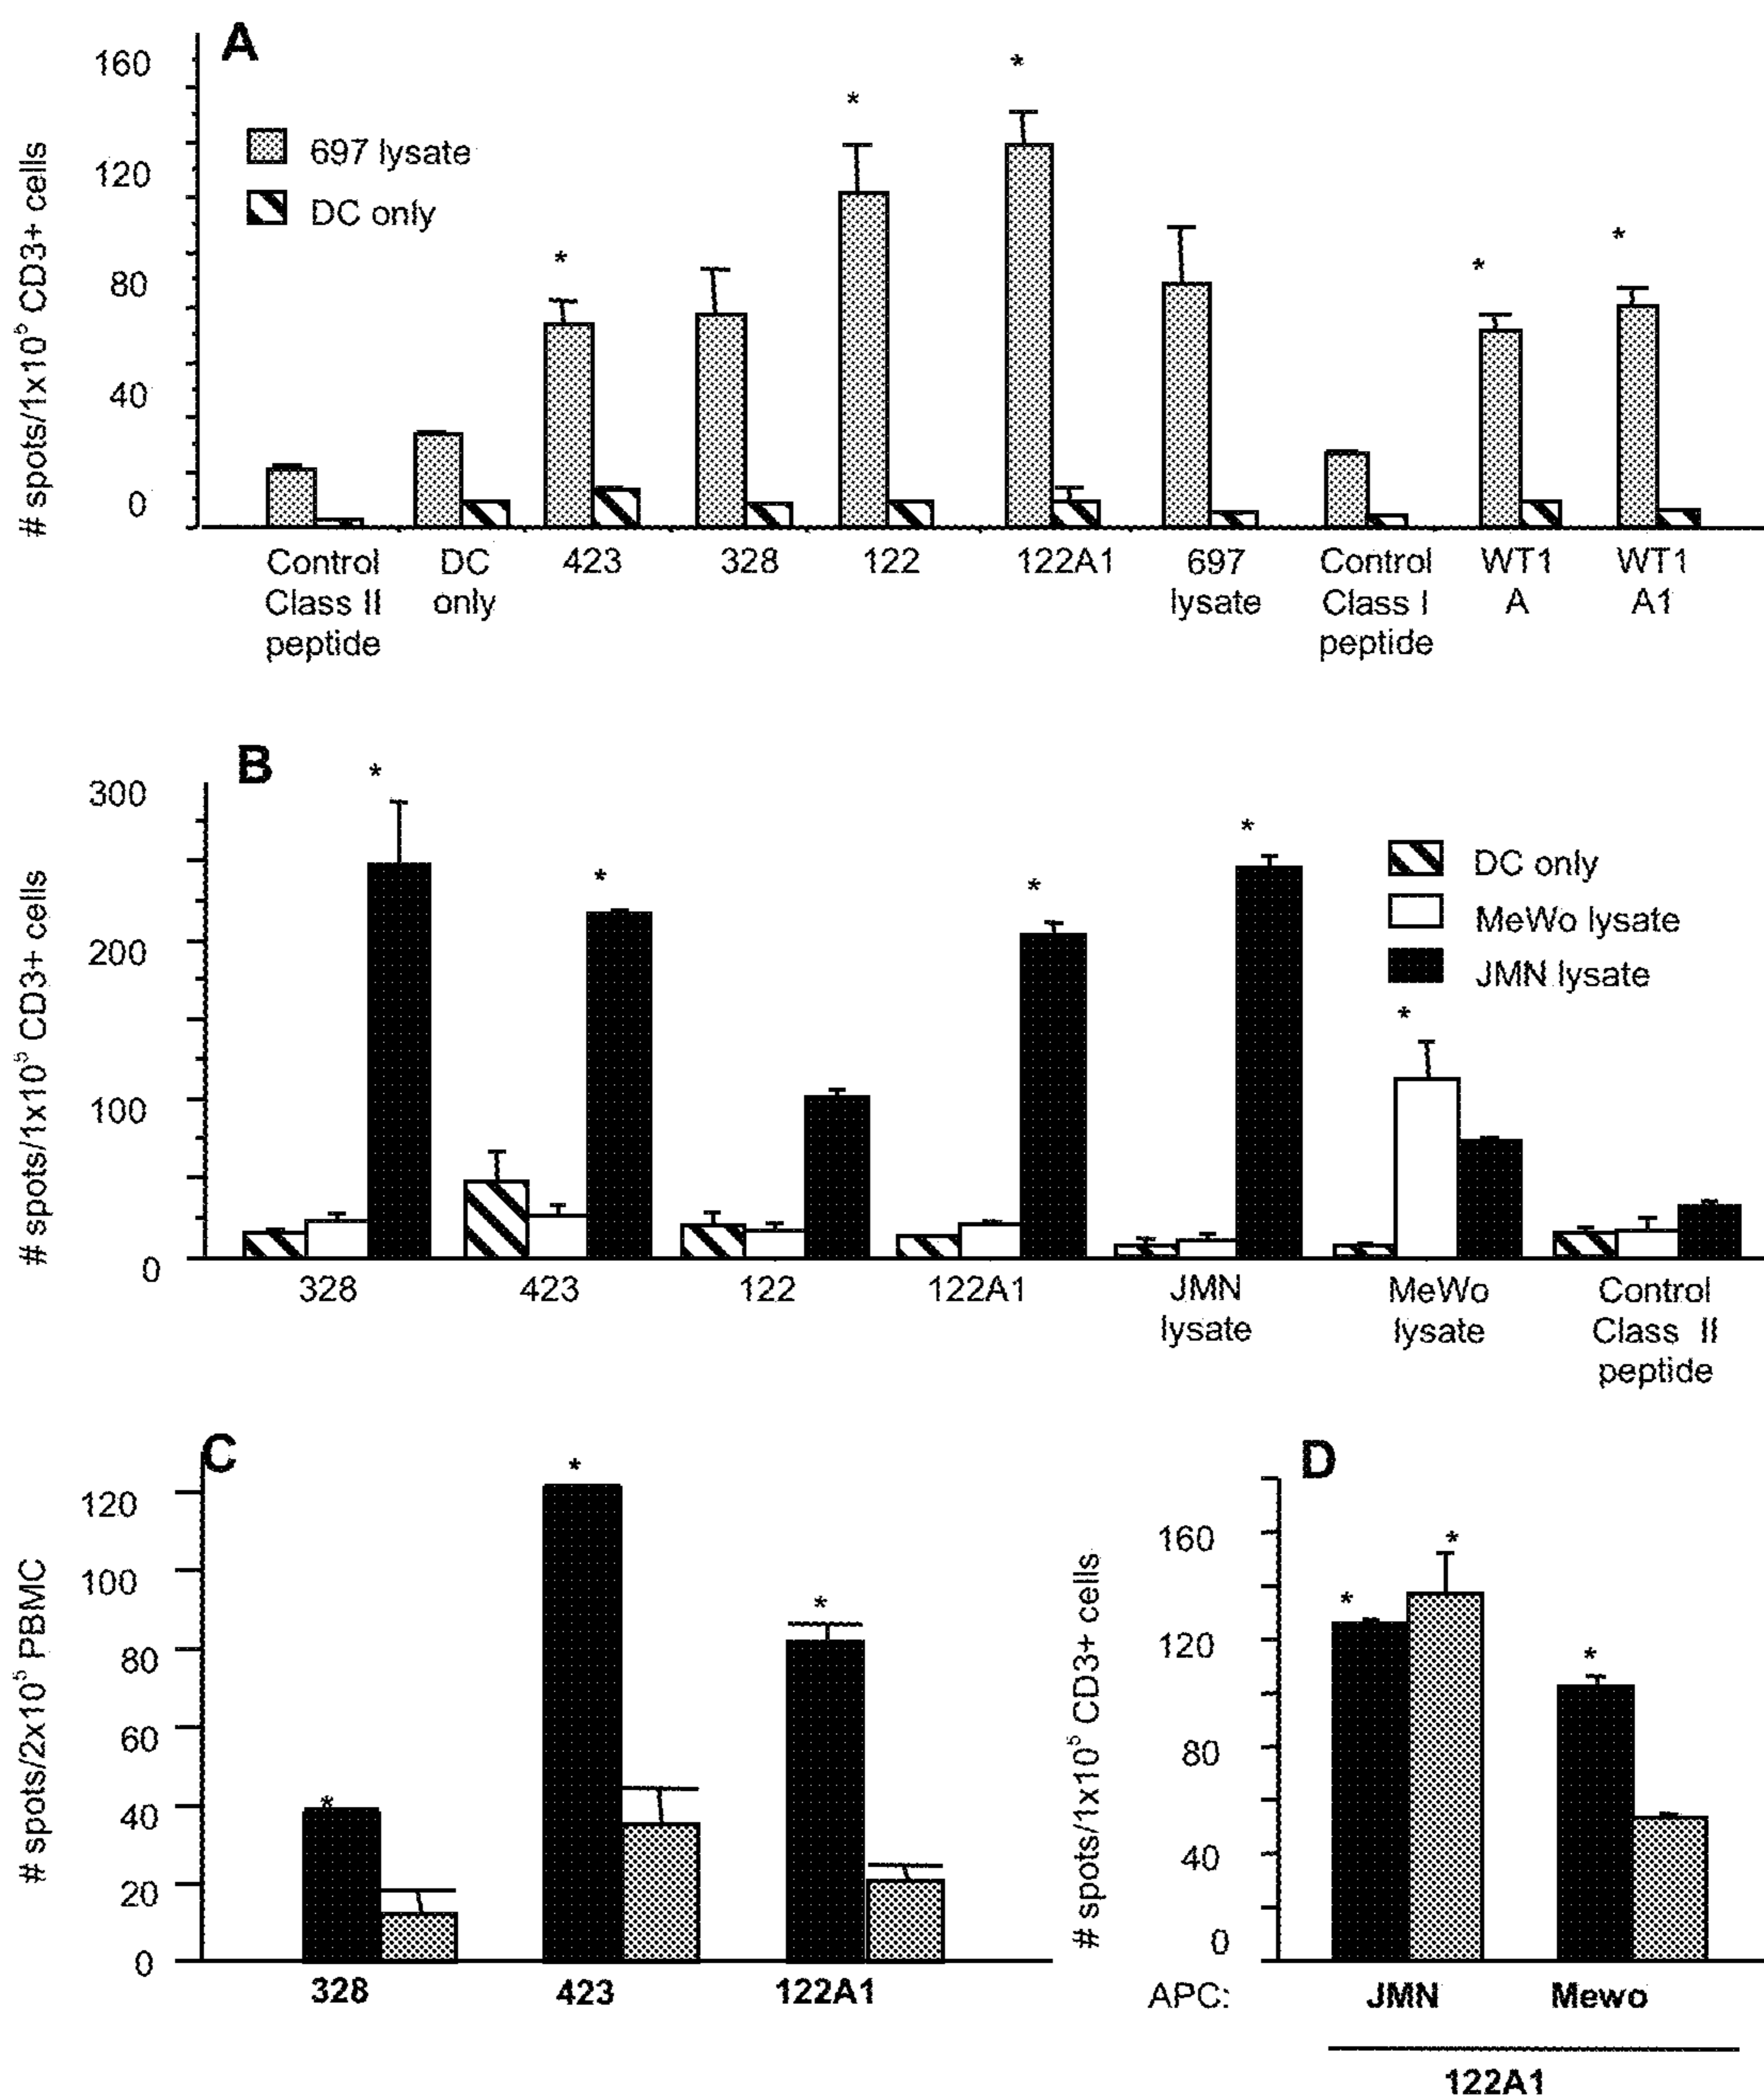 A
# spots/1x10⁵ CD3+ cells
160
120
80
40
0
697 lysate
DC only
*
*
*
*
*
Control Class II peptide
DC only
423
328
122
122A1
697 lysate
Control Class I peptide
WT1 A
WT1 A1
B
# spots/1x10⁵ CD3+ cells
300
200
100
0
*
*
*
*
*
DC only
MeWo lysate
JMN lysate
328
423
122
122A1
JMN lysate
MeWo lysate
Control Class II peptide
C
# spots/2x10⁵ PBMC
120
100
80
60
40
20
0
*
*
*
328
423
122A1
D
# spots/1x10⁵ CD3+ cells
160
120
80
40
0
*
*
*
APC:
JMN
Mewo
122A1